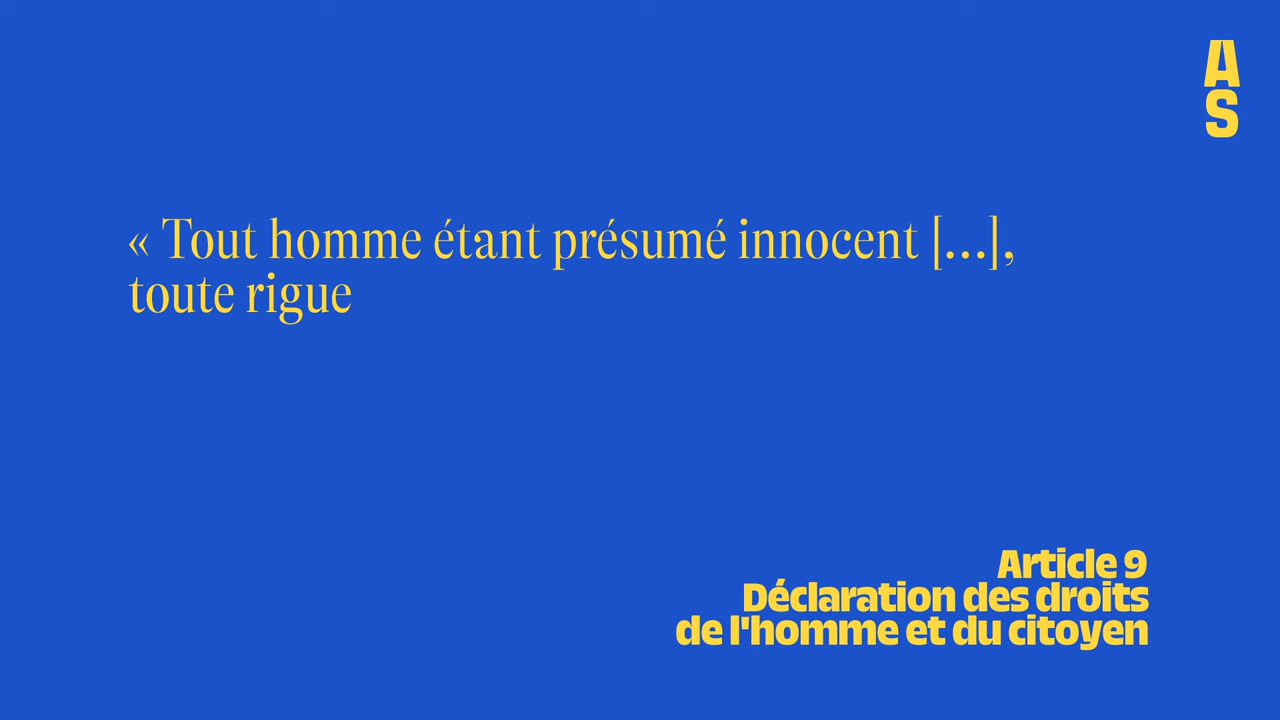 A
S
« Tout homme étant présumé innocent [...],
toute rigue
Article 9
Déclaration des droits
de l'homme et du citoyen